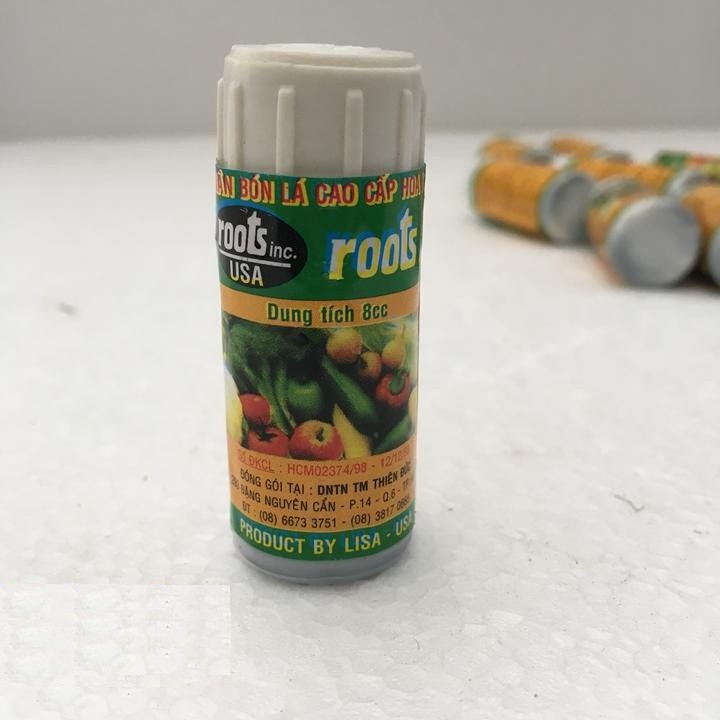 BÓN LÁ CAO CẤP HOA
roots inc.
USA
roots
Dung tích 8cc
Số ĐKCL : HCM02374/98 - 12/12/
ĐÓNG GÓI TẠI : DNTN TM THIÊN ĐỨC
ĐẶNG NGUYÊN CẨN - P.14 - Q.6 -
ĐT : (08) 6673 3751 - (08) 3817
PRODUCT BY LISA - USA